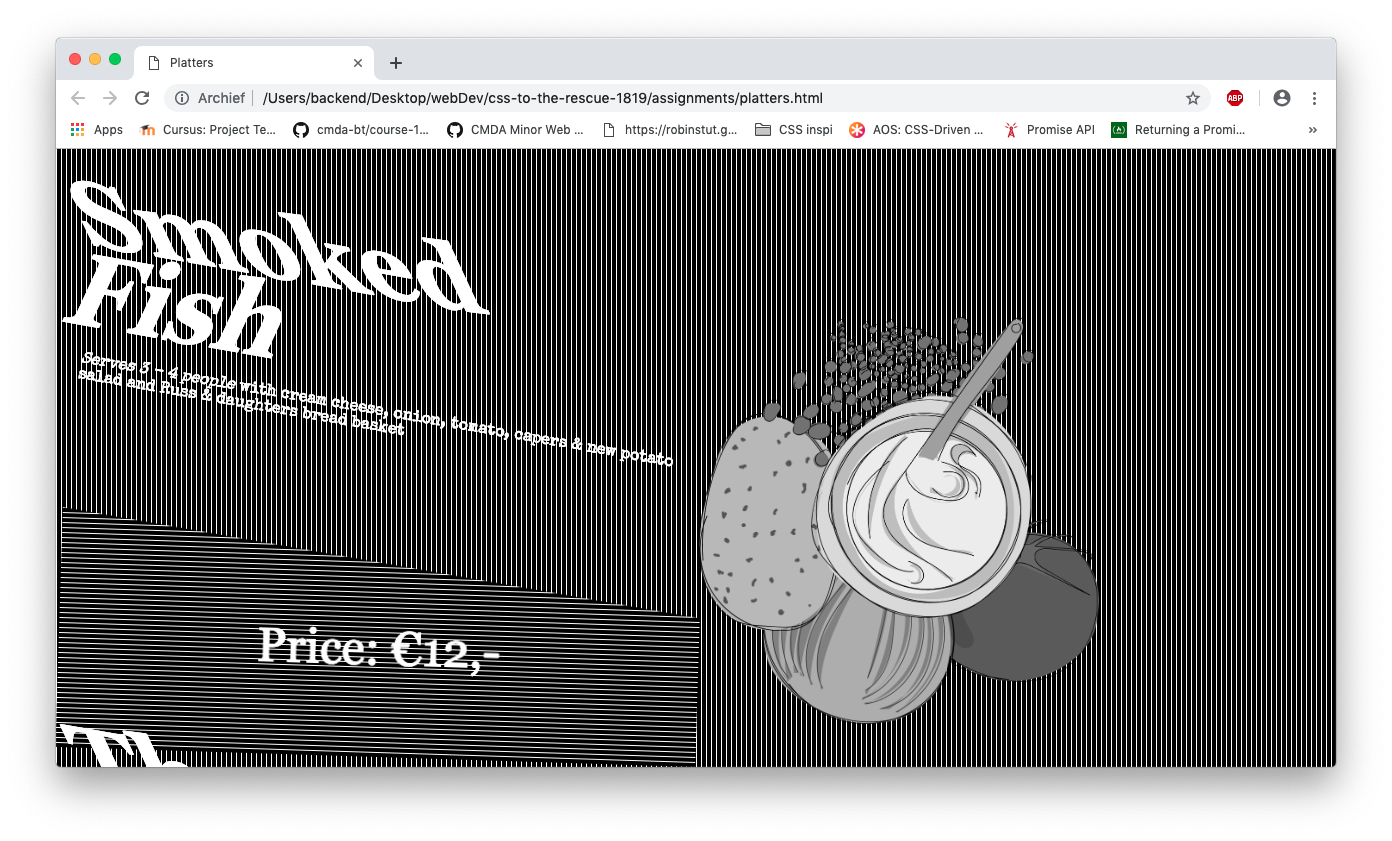 Platters
Archief /Users/backend/Desktop/webDev/css-to-the-rescue-1819/assignments/platters.html
ABP
Apps Cursus: Project Te... cmda-bt/course-1... CMDA Minor Web ... https://robinstut.g... CSS inspi AOS: CSS-Driven ... Promise API Returning a Promi...
Smoked
Fish
Serves 3 - 4 people with cream cheese, onion, tomato, capers & new potato
salad and Russ & daughters bread basket
Price: €12,-
Th